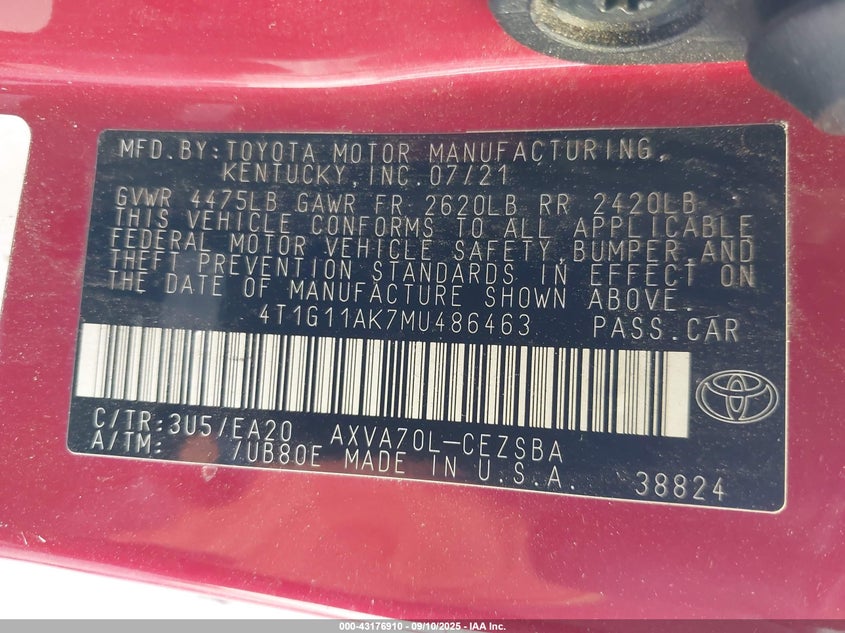 MFD.BY:TOYOTA MOTOR MANUFACTURING,
KENTUCKY,INC.07/21
GVWR 4475LB GAWR FR 2620LB RR 2420LB
THIS VEHICLE CONFORMS TO ALL APPLICABLE
FEDERAL MOTOR VEHICLE SAFETY,BUMPER,AND
THEFT PREVENTION STANDARDS IN EFFECT ON
THE DATE OF MANUFACTURE SHOWN ABOVE.
4T1G11AK7MU486463 PASS.CAR
C/TR:3U5/EA20 AXVA70L-CEZSBA
A/TM: /UB80E MADE IN U.S.A. 38824
000-43176910 - 09/10/2025 - IAA Inc.